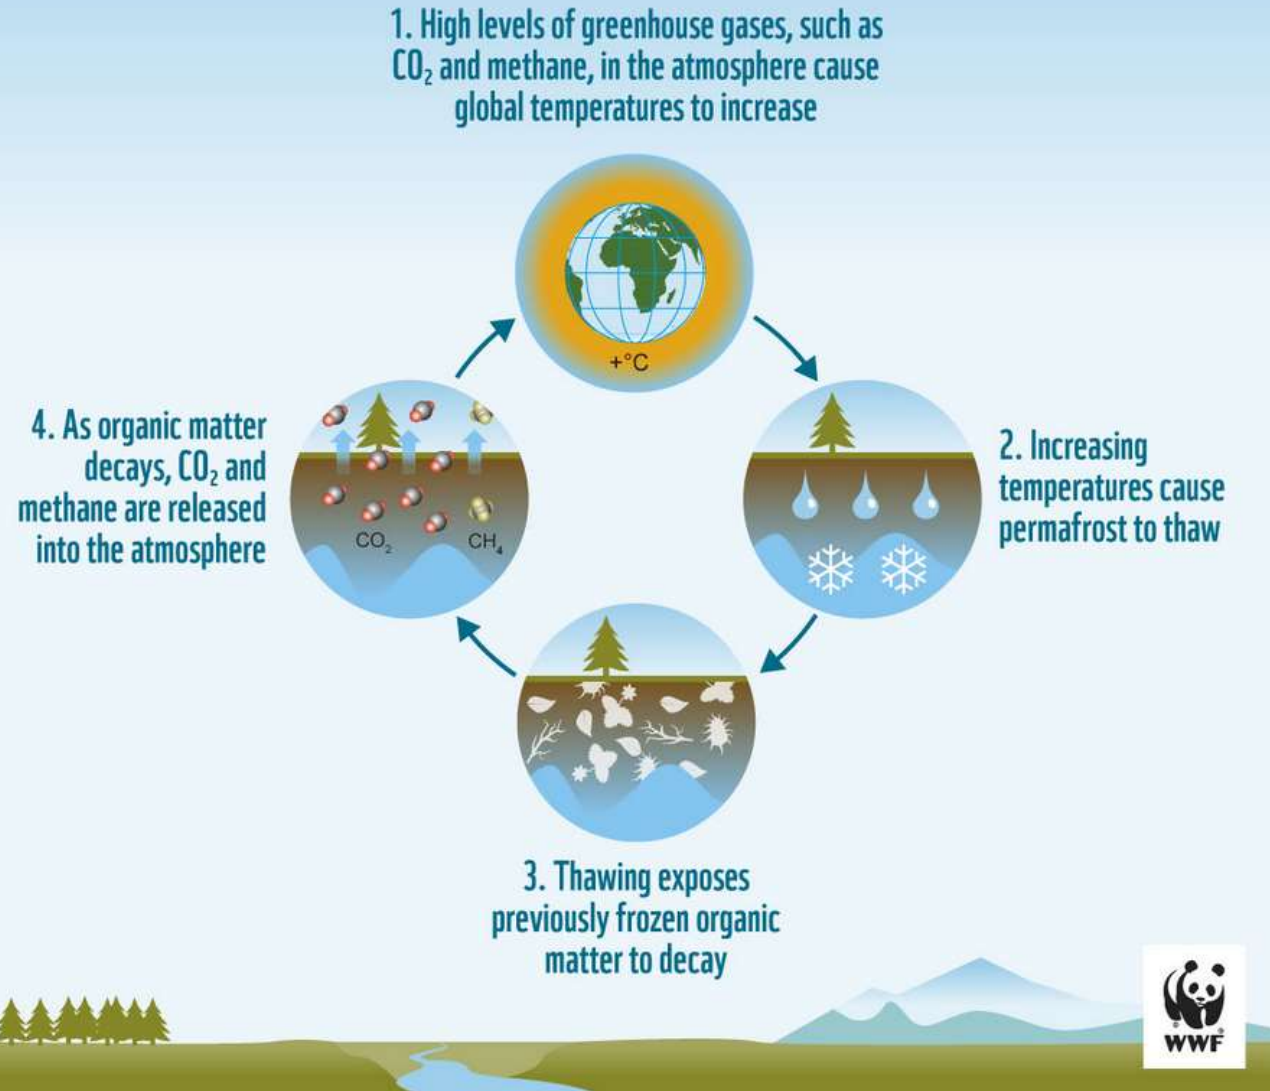 1. High levels of greenhouse gases, such as
CO₂ and methane, in the atmosphere cause
global temperatures to increase
+°C
4. As organic matter
decays, CO₂ and
methane are released
into the atmosphere
CO₂
CH₄
2. Increasing
temperatures cause
permafrost to thaw
3. Thawing exposes
previously frozen organic
matter to decay
WWF